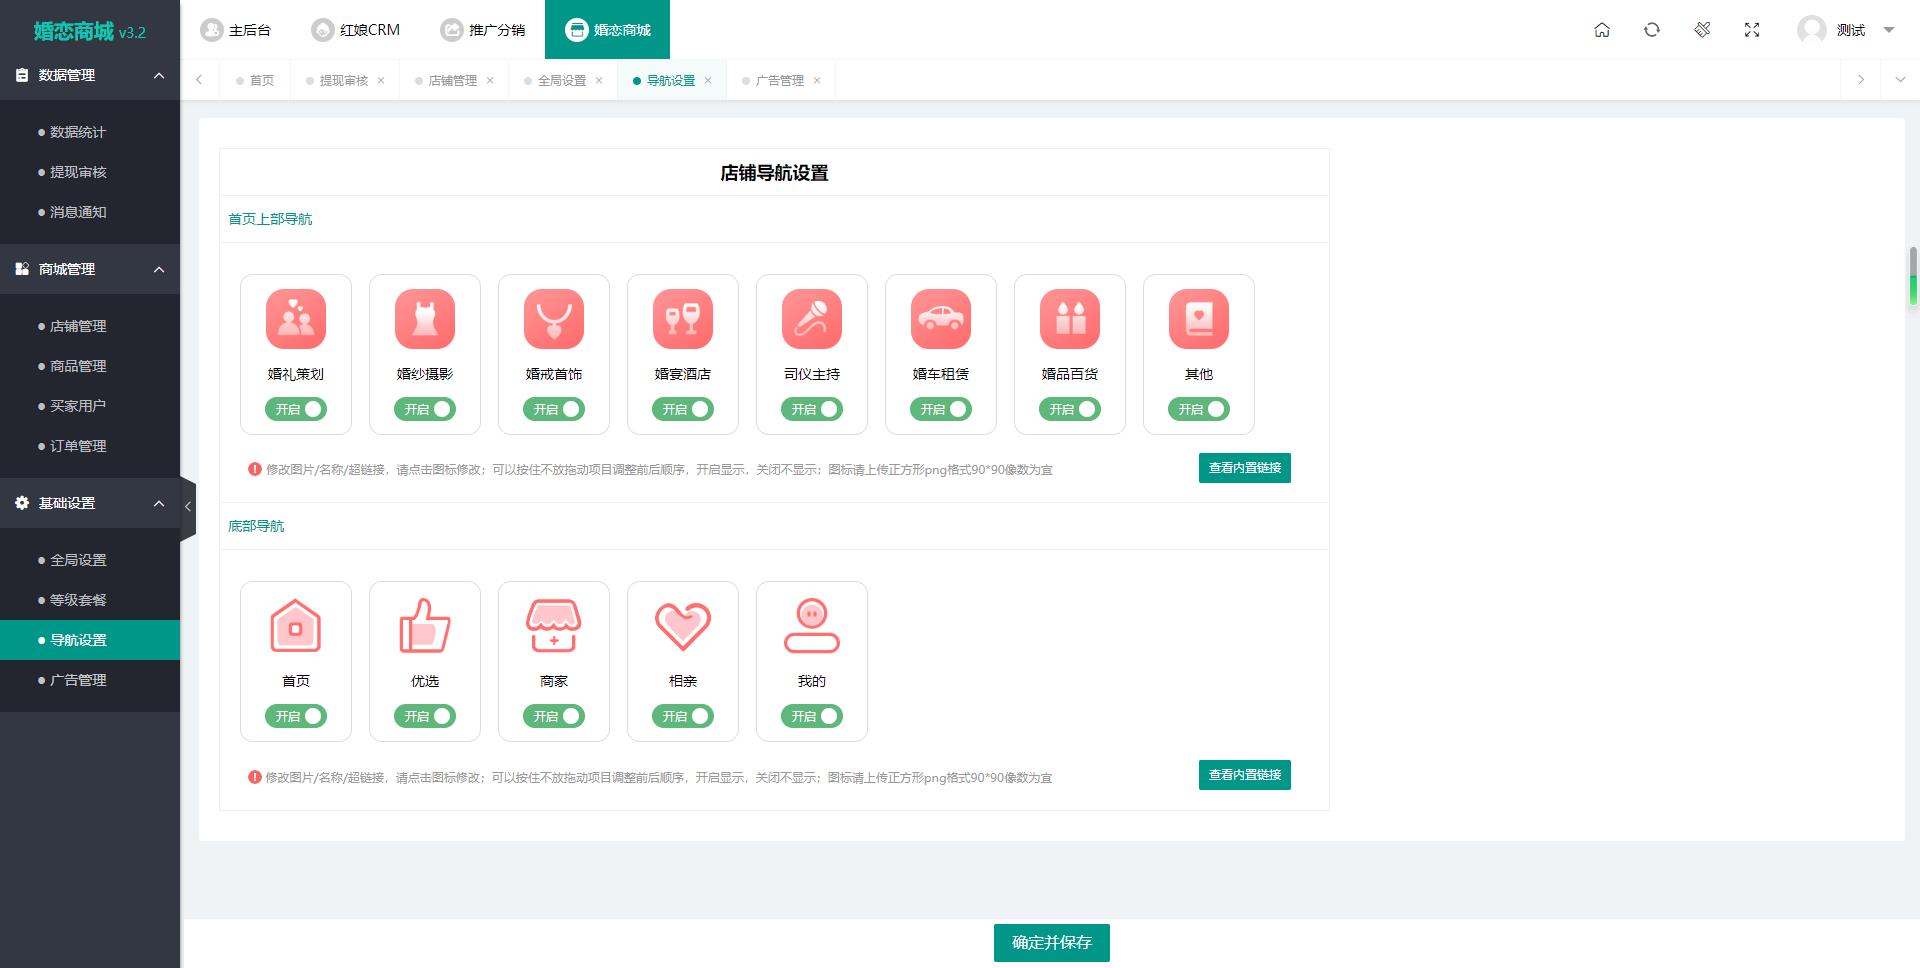 婚恋商城 v3.2
主后台
红娘CRM
推广分销
婚恋商城
测试
首页
提现审核
店铺管理
全局设置
导航设置
广告管理
数据管理
数据统计
提现审核
消息通知
商城管理
店铺管理
商品管理
买家用户
订单管理
基础设置
全局设置
等级套餐
导航设置
广告管理
店铺导航设置
首页上部导航
婚礼策划
婚纱摄影
婚戒首饰
婚宴酒店
司仪主持
婚车租赁
婚品百货
其他
开启
开启
开启
开启
开启
开启
开启
开启
修改图片/名称/超链接，请点击图标修改；可以按住不放拖动项目调整前后顺序，开启显示，关闭不显示；图标请上传正方形png格式90*90像数为宜
查看内置链接
底部导航
首页
优选
商家
相亲
我的
开启
开启
开启
开启
开启
修改图片/名称/超链接，请点击图标修改；可以按住不放拖动项目调整前后顺序，开启显示，关闭不显示；图标请上传正方形png格式90*90像数为宜
查看内置链接
确定并保存